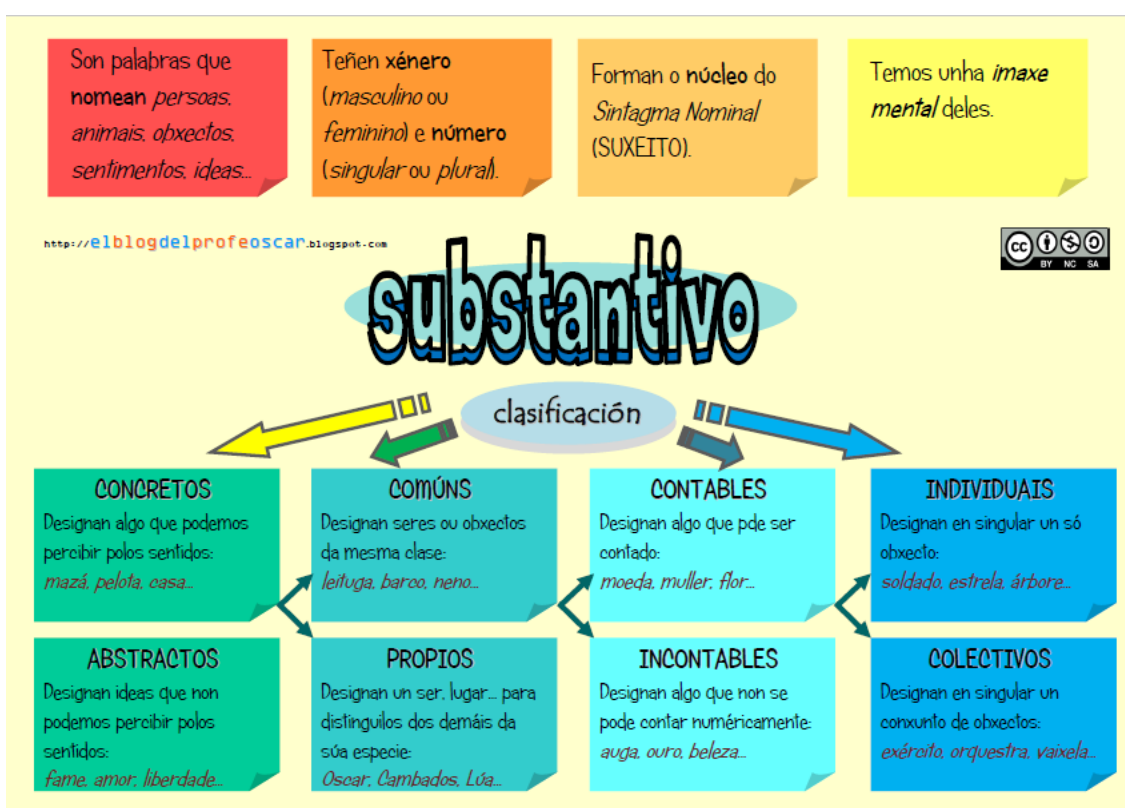 Son palabras que
nomean persoas,
animais, obxectos,
sentimentos, ideas...
Teñen xénero
(masculino ou
feminino) e número
(singular ou plural).
Forman o núcleo do
Sintagma Nominal
(SUXEITO).
Temos unha imaxe
mental deles.
http://elblogdelprofeoscar.blogspot.com
cc BY NC SA
substantivo
clasificación
CONCRETOS
Designan algo que podemos
percibir polos sentidos:
mazá, pelota, casa...
COMÚNS
Designan seres ou obxectos
da mesma clase:
leituga, barco, neno...
CONTABLES
Designan algo que pde ser
contado:
moeda, muller, flor...
INDIVIDUAIS
Designan en singular un só
obxecto:
soldado, estrela, árbore...
ABSTRACTOS
Designan ideas que non
podemos percibir polos
sentidos:
fame, amor, liberdade...
PROPIOS
Designan un ser, lugar... para
distinguilos dos demáis da
súa especie:
Oscar, Cambados, Lúa...
INCONTABLES
Designan algo que non se
pode contar numéricamente:
auga, ouro, beleza...
COLECTIVOS
Designan en singular un
conxunto de obxectos:
exército, orquestra, vaixela...